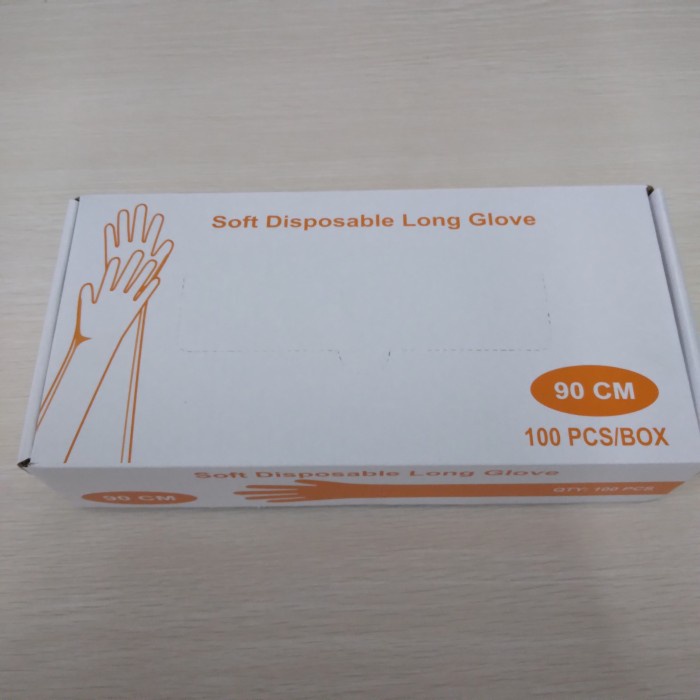 Soft Disposable Long Glove
90 CM
100 PCS/BOX
Soft Disposable Long Glove
90 CM
QTY: 100 PCS